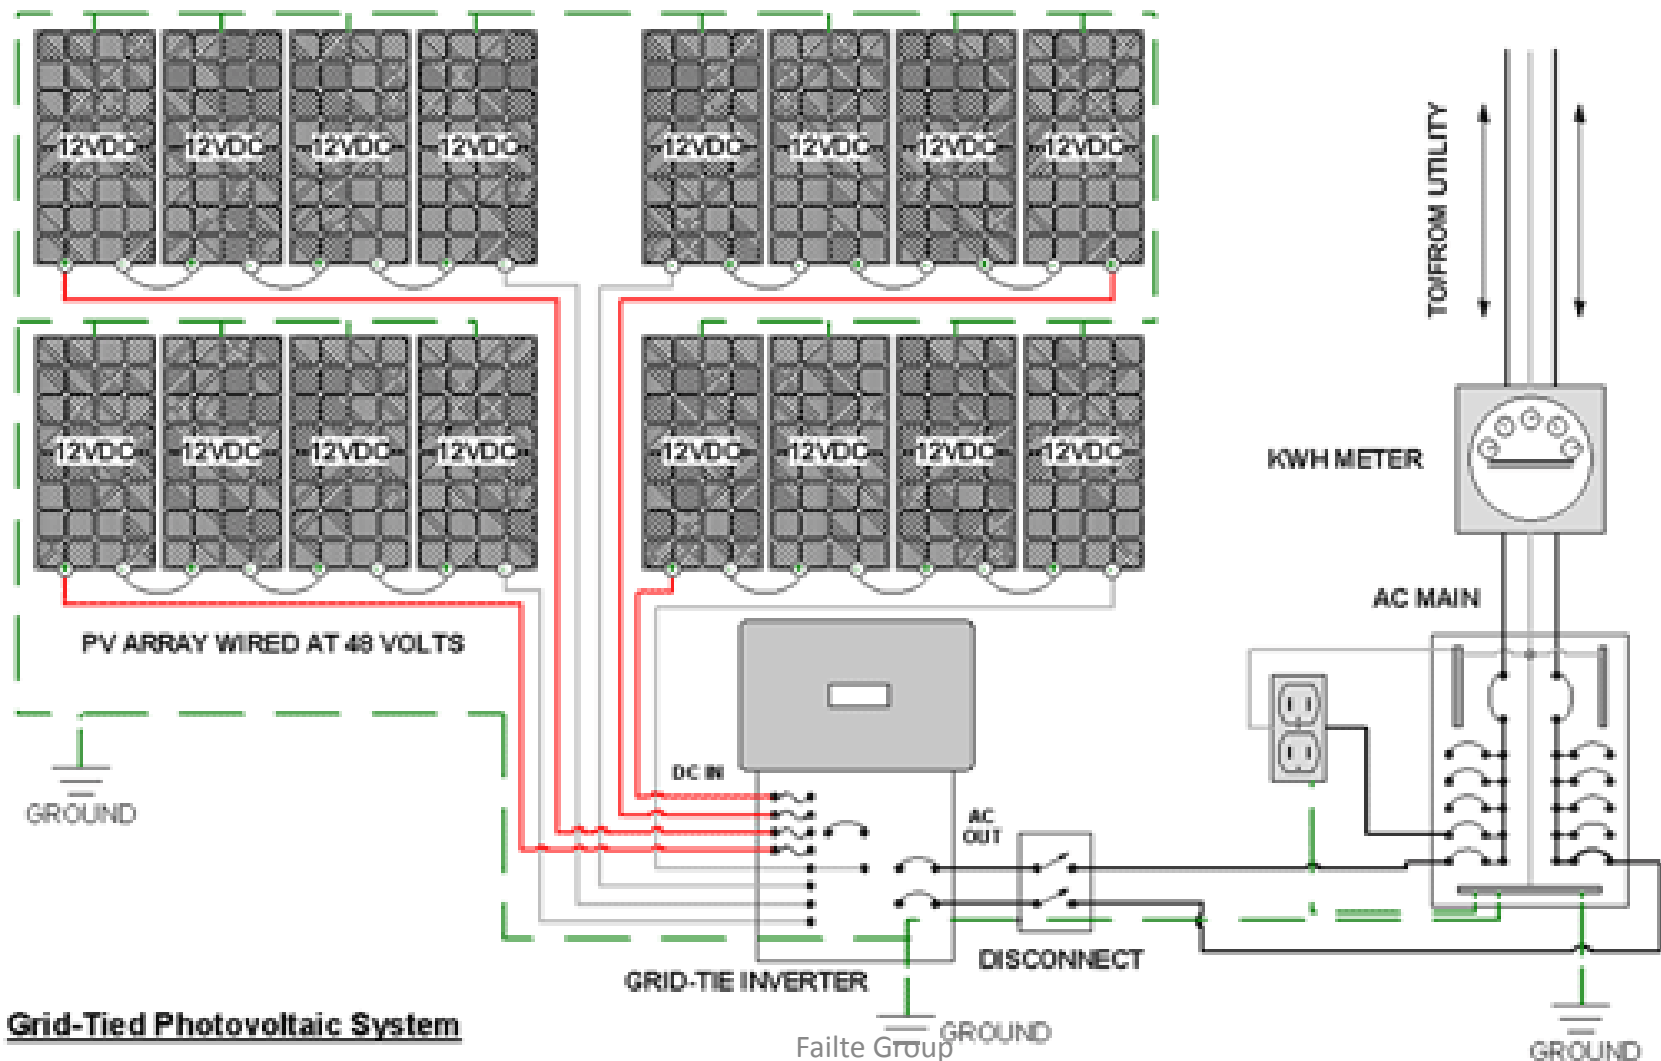 12VDC 12VDC 12VDC 12VDC 12VDC 12VDC 12VDC 12VDC
TO/FROM UTILITY
12VDC 12VDC 12VDC 12VDC 12VDC 12VDC 12VDC 12VDC
KWH METER
AC MAIN
PV ARRAY WIRED AT 48 VOLTS
DC IN
GROUND
AC
OUT
DISCONNECT
GRID-TIE INVERTER
Grid-Tied Photovoltaic System
GROUND
Failte Group
GROUND